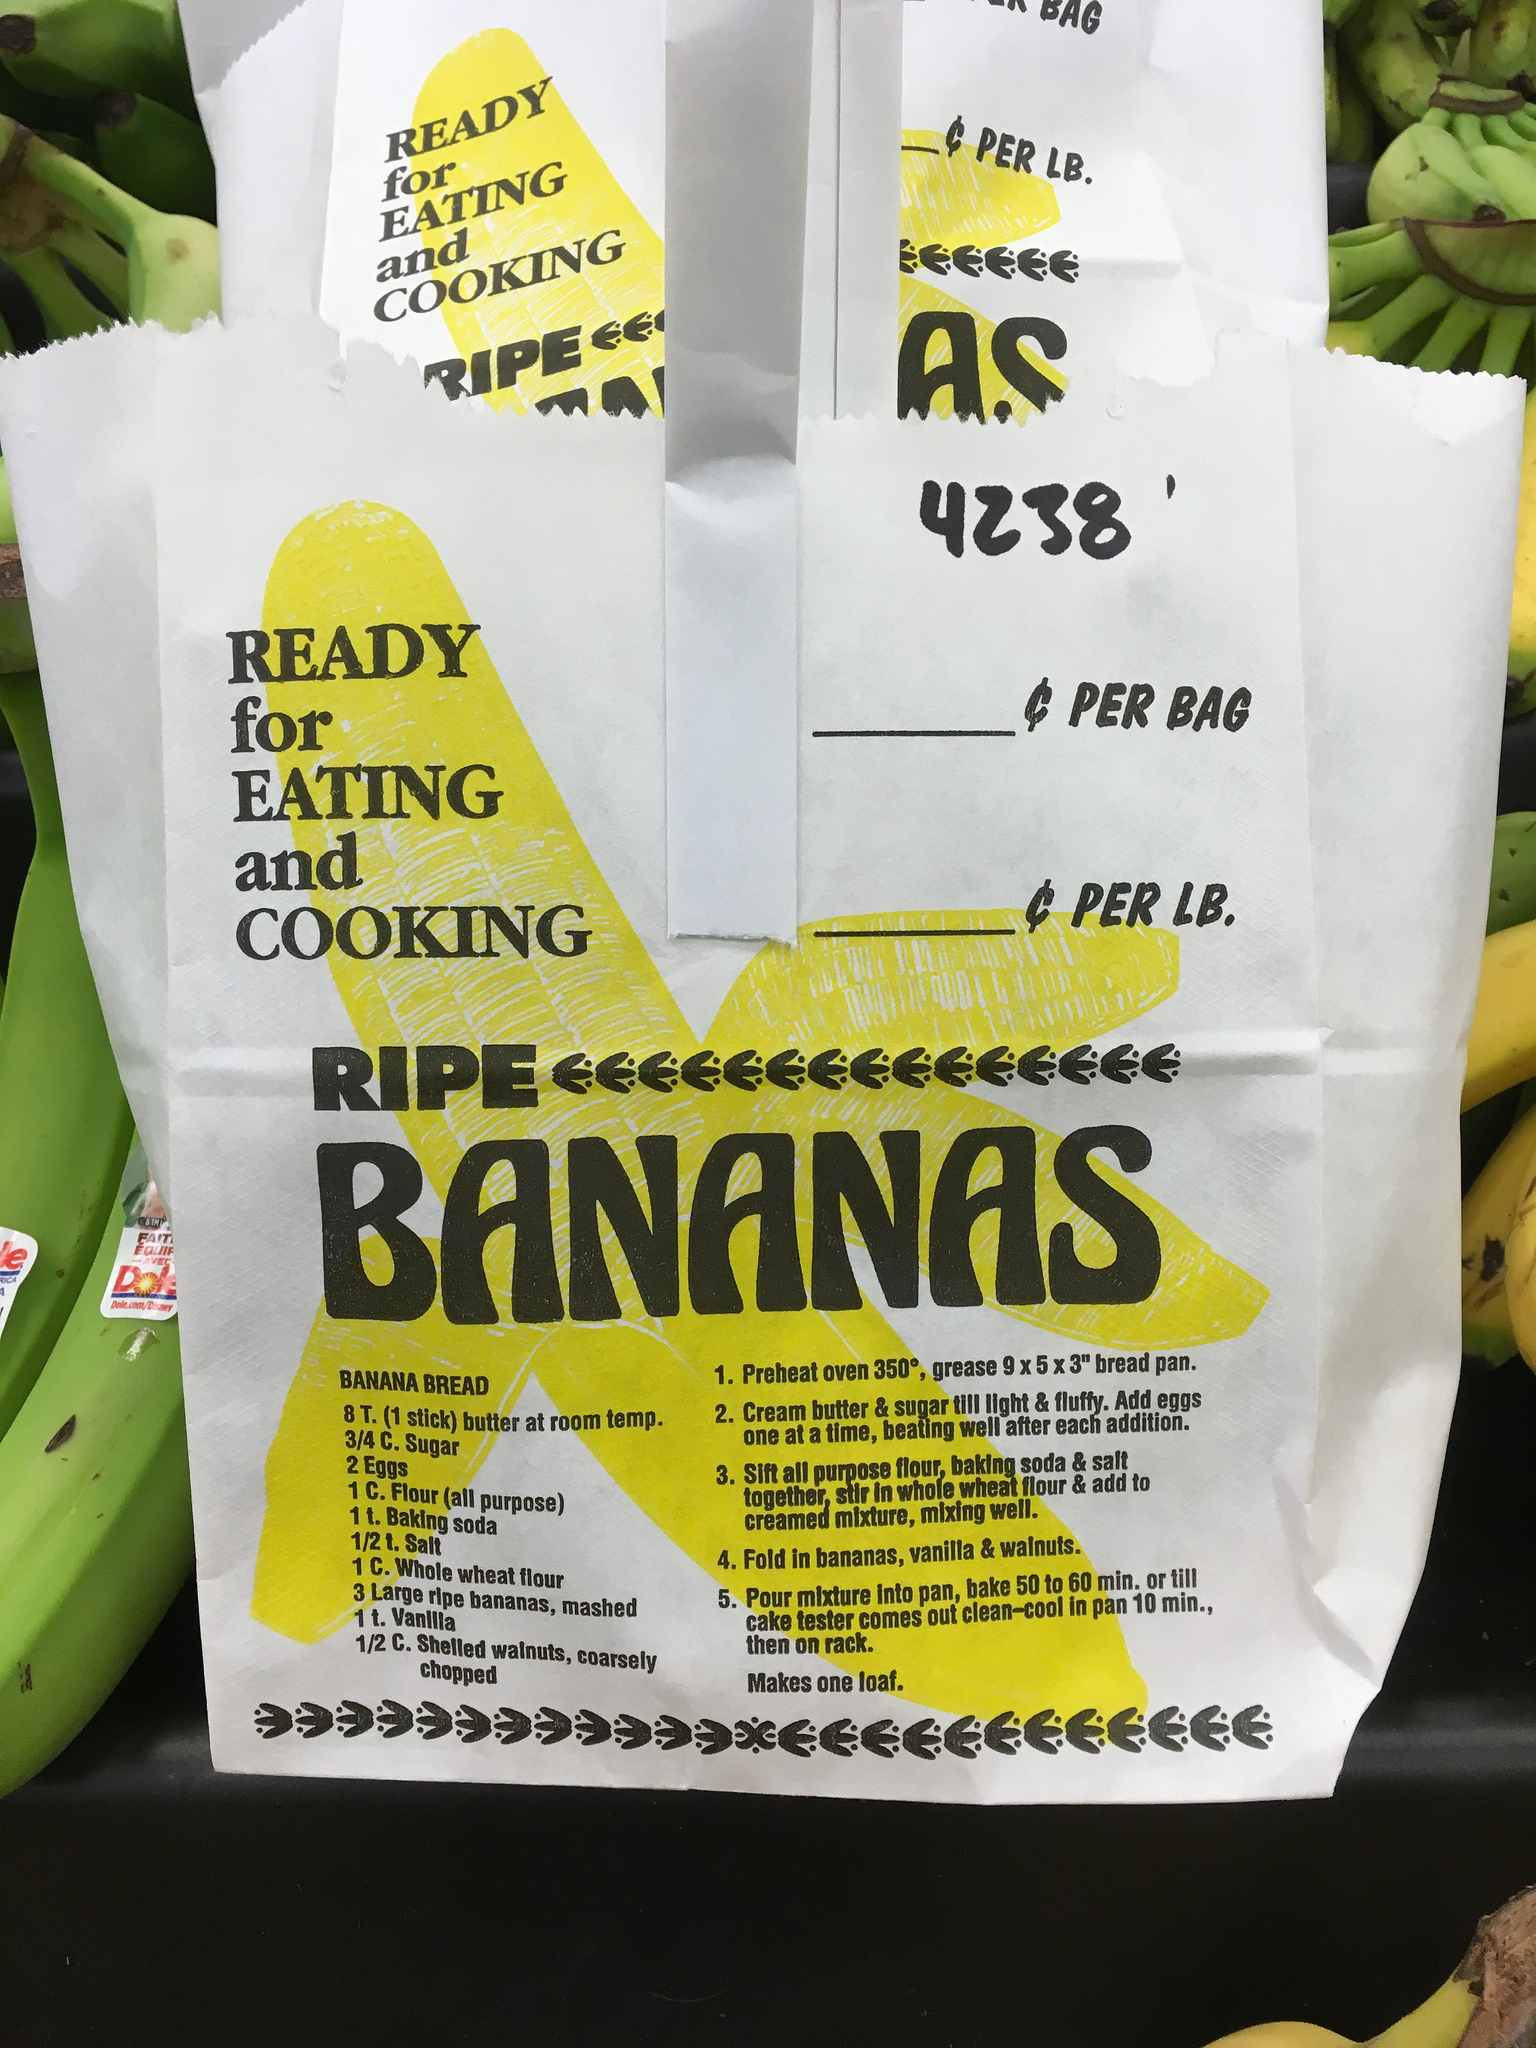 ER BAG
READY
for
EATING
and
COOKING
¢ PER LB.
RIPE
4238
READY
for
EATING
and
COOKING
¢ PER BAG
¢ PER LB.
RIPE
BANANAS
BANANA BREAD
8 T. (1 stick) butter at room temp.
3/4 C. Sugar
2 Eggs
1 C. Flour (all purpose)
1 t. Baking soda
1/2 t. Salt
1 C. Whole wheat flour
3 Large ripe bananas, mashed
1 t. Vanilla
1/2 C. Shelled walnuts, coarsely
chopped
1. Preheat oven 350°, grease 9 x 5 x 3" bread pan.
2. Cream butter & sugar till light & fluffy. Add eggs
one at a time, beating well after each addition.
3. Sift all purpose flour, baking soda & salt
together, stir in whole wheat flour & add to
creamed mixture, mixing well.
4. Fold in bananas, vanilla & walnuts.
5. Pour mixture into pan, bake 50 to 60 min. or till
cake tester comes out clean–cool in pan 10 min.,
then on rack.
Makes one loaf.
Dole
Dole.com/Disney